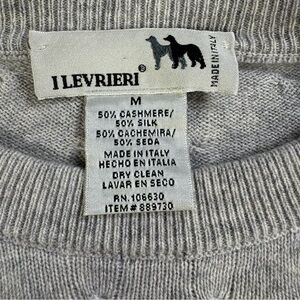 I LEVRIERI®
MADE IN ITALY
M
50% CASHMERE/
50% SILK
50% CACHEMIRA/
50% SEDA
MADE IN ITALY
HECHO EN ITALIA
DRY CLEAN
LAVAR EN SECO
RN. 106630
ITEM # 889730